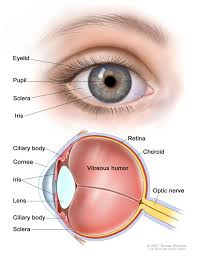 Eyelid
Pupil
Sclera
Iris
Retina
Choroid
Ciliary body
Cornea
Vitreous humor
Iris
Optic nerve
Lens
Ciliary body
Sclera